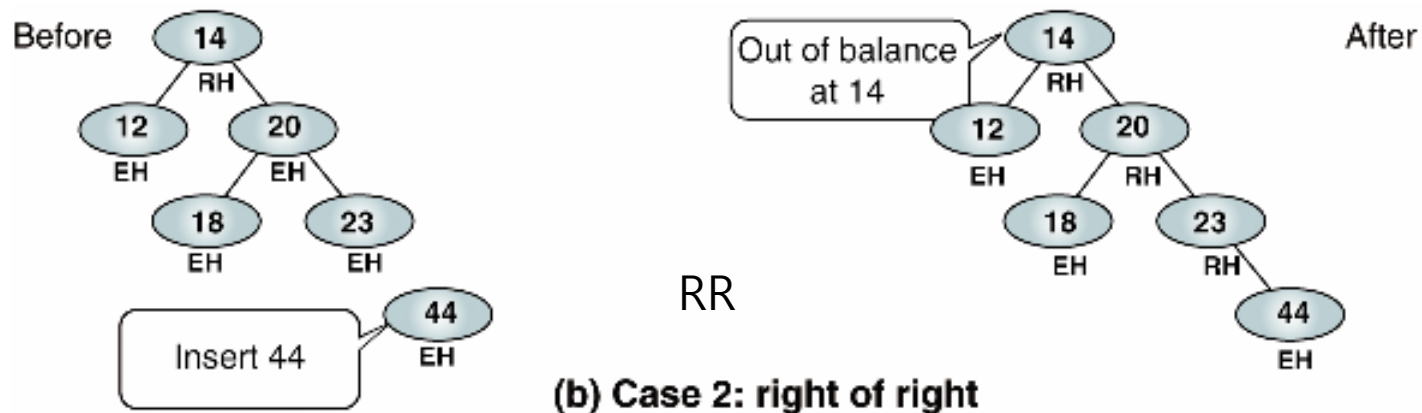 Before
14
RH
12
20
EH
EH
18
23
EH
EH
44
EH
Insert 44
RR
After
Out of balance
at 14
14
RH
12
20
EH
RH
18
23
EH
RH
44
EH
(b) Case 2: right of right